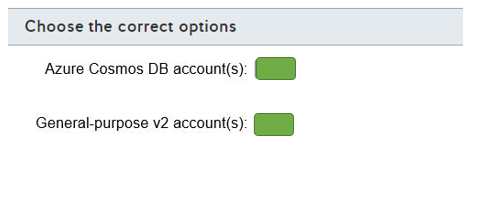 Choose the correct options
Azure Cosmos DB account(s):
General-purpose v2 account(s):